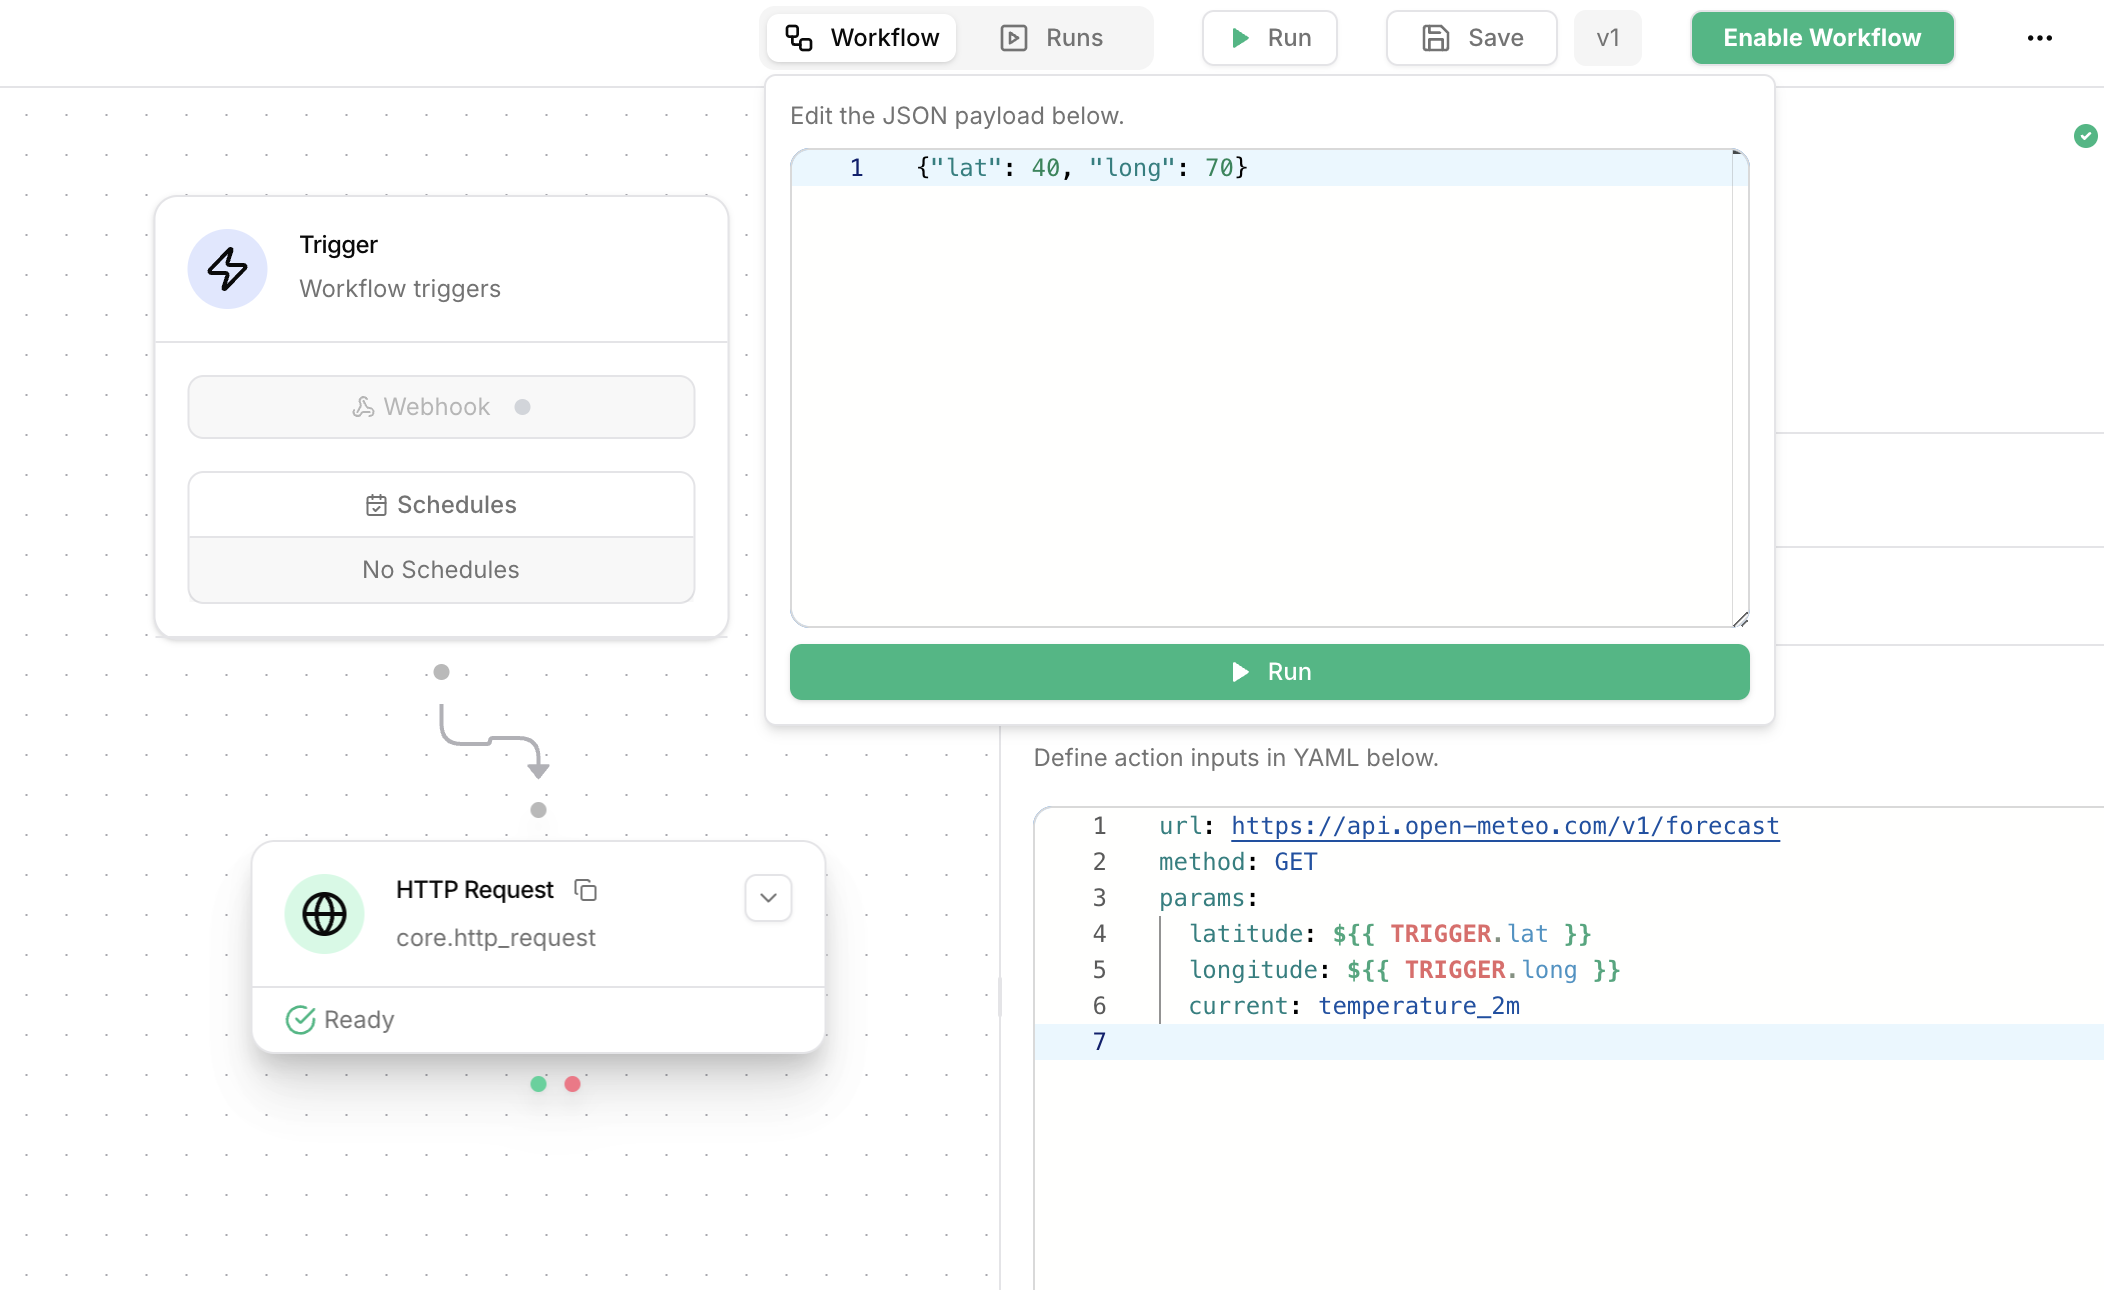 Workflow
Runs
Run
Save
v1
Enable Workflow
Edit the JSON payload below.
1 {"lat": 40, "long": 70}
Run
Trigger
Workflow triggers
Webhook
Schedules
No Schedules
HTTP Request
core.http_request
Ready
Define action inputs in YAML below.
1 url: https://api.open-meteo.com/v1/forecast
2 method: GET
3 params:
4 latitude: ${{ TRIGGER.lat }}
5 longitude: ${{ TRIGGER.long }}
6 current: temperature_2m
7